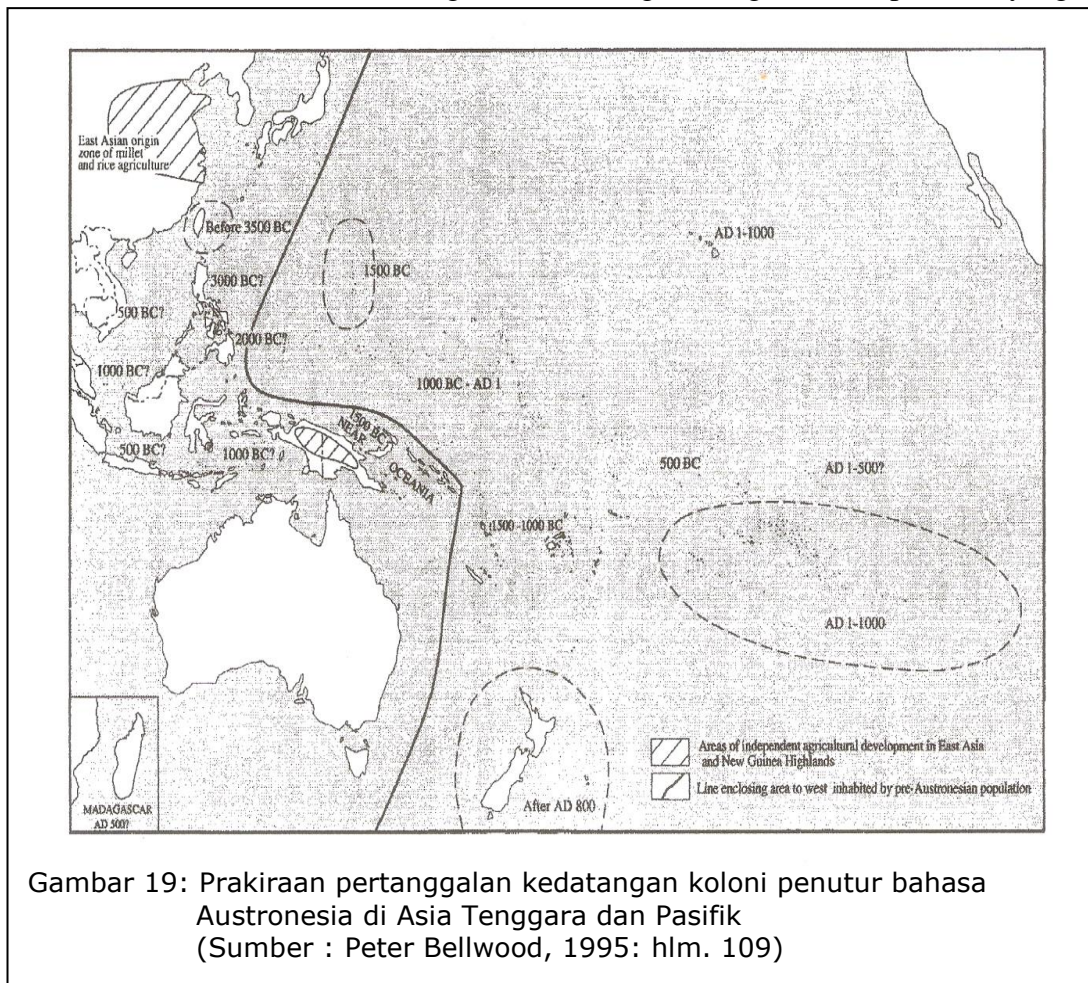 East Asian origin
zone of millet
and rice agriculture
Before 3500 BC
3000 BC?
1500 BC
AD 1-1000
500 BC?
2000 BC?
1000 BC?
1000 BC - AD 1
1500 BC?
NEAR
OCEANIA
500 BC?
1000 BC?
500 BC
AD 1-500?
1500 -1000 BC
AD 1-1000
MADAGASCAR
AD 500?
After AD 800
Areas of independent agricultural development in East Asia
and New Guinea Highlands
Line enclosing area to west inhabited by pre-Austronesian population
Gambar 19: Prakiraan pertanggalan kedatangan koloni penutur bahasa
Austronesia di Asia Tenggara dan Pasifik
(Sumber : Peter Bellwood, 1995: hlm. 109)